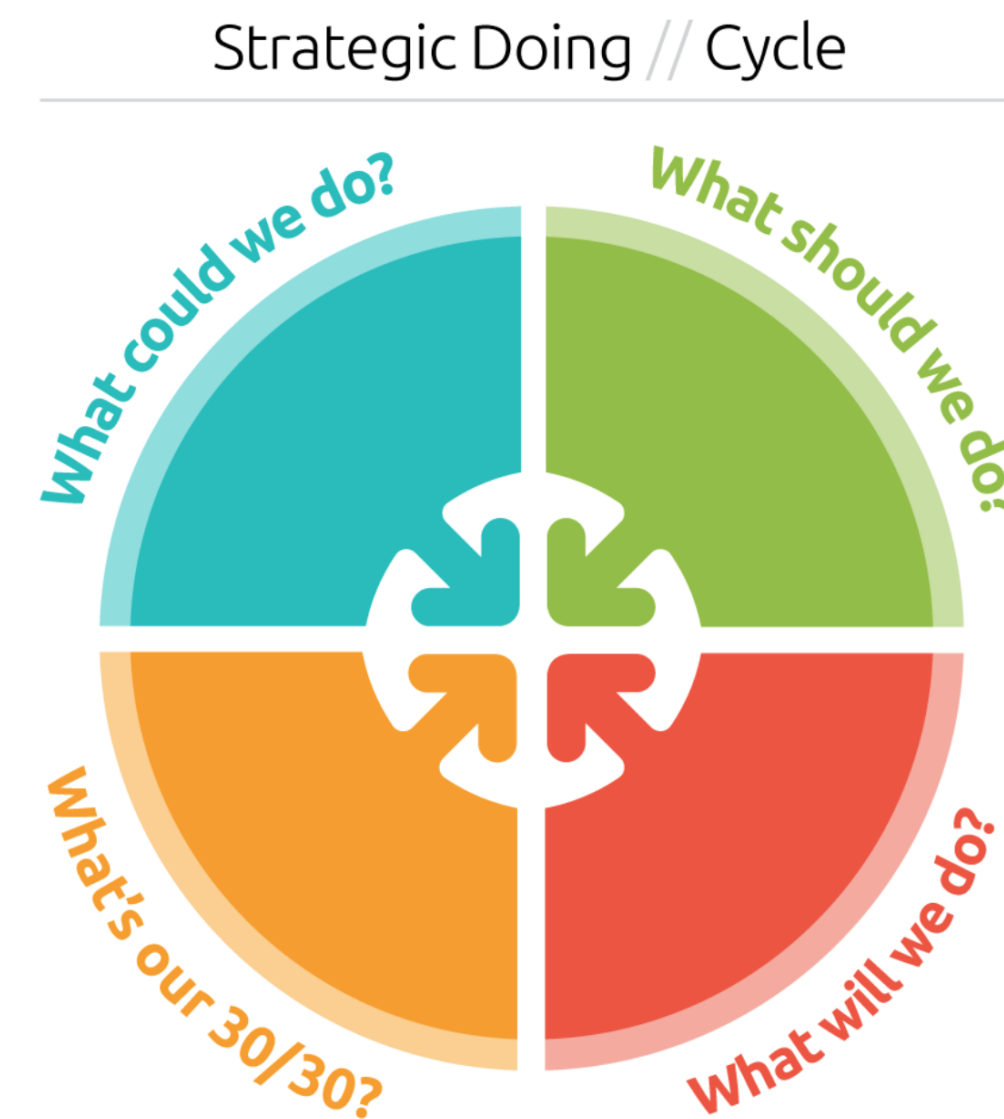 Strategic Doing // Cycle
What could we do?
What should we do?
What will we do?
What's our 30/30?